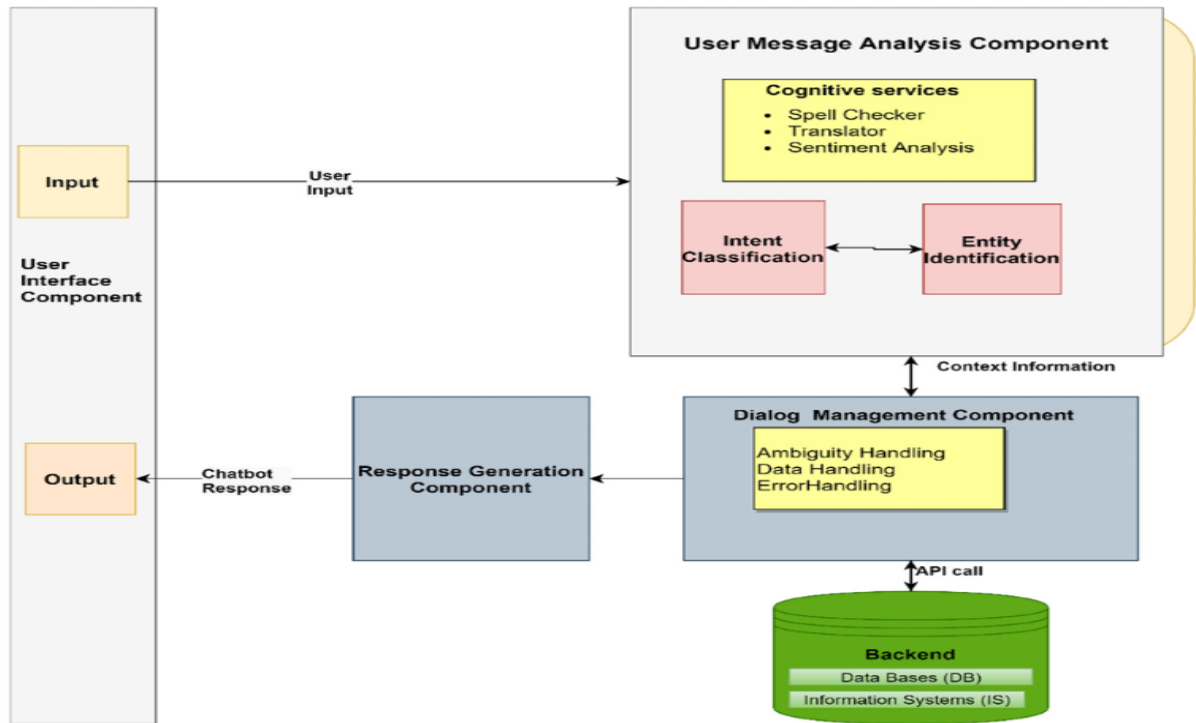 User Message Analysis Component
Cognitive services
• Spell Checker
• Translator
• Sentiment Analysis
Input
User
Input
Intent
Classification
Entity
Identification
User
Interface
Component
Context Information
Dialog Management Component
Ambiguity Handling
Data Handling
ErrorHandling
Response Generation
Component
Chatbot
Response
Output
API call
Backend
Data Bases (DB)
Information Systems (IS)